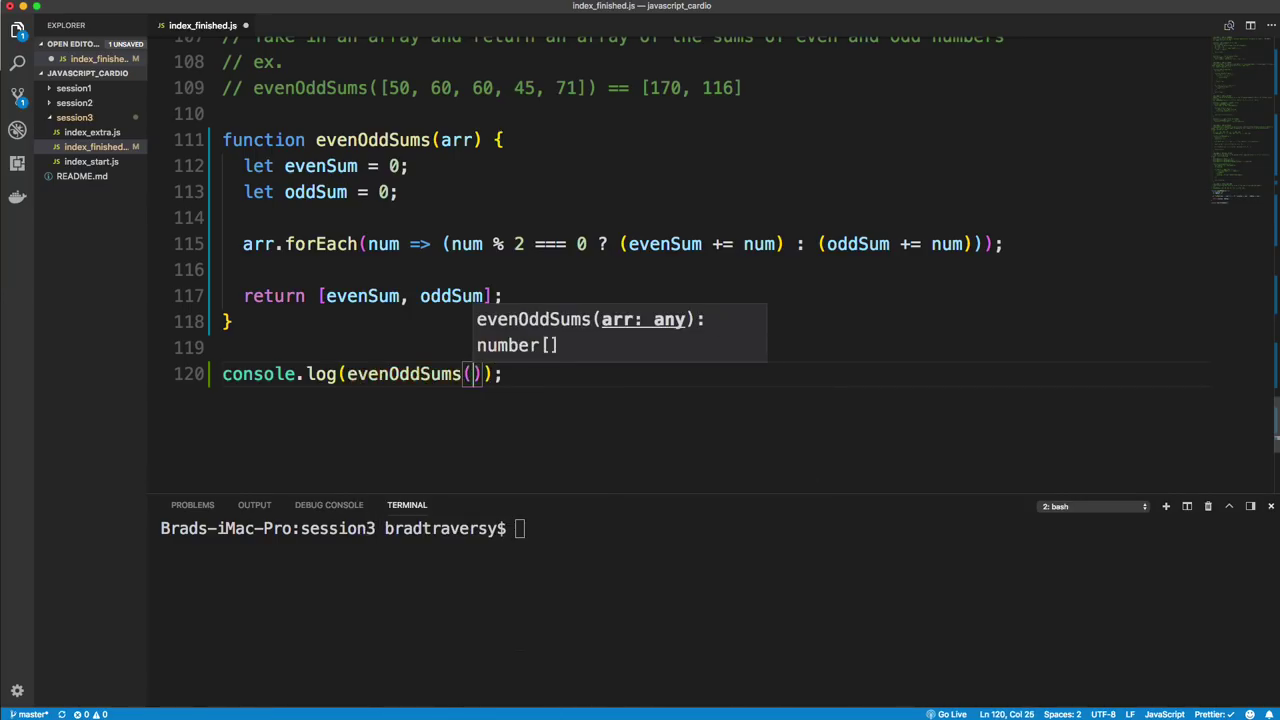 index_finished.js — javascript_cardio
EXPLORER
index_finished.js
OPEN EDITO... 1 UNSAVED
index_finishe... M
JAVASCRIPT_CARDIO
session1
session2
session3
index_extra.js
index_finished... M
index_start.js
README.md
1
1
107 // Take in an array and return an array of the sums of even and odd numbers
108 // ex.
109 // evenOddSums([50, 60, 60, 45, 71]) == [170, 116]
110
111 function evenOddSums(arr) {
112 let evenSum = 0;
113 let oddSum = 0;
114
115 arr.forEach(num => (num % 2 === 0 ? (evenSum += num) : (oddSum += num)));
116
117 return [evenSum, oddSum];
118 }
119
evenOddSums(arr: any):
number[]
120 console.log(evenOddSums());
PROBLEMS OUTPUT DEBUG CONSOLE TERMINAL 2: bash
Brads-iMac-Pro:session3 bradtraversy$
master* 0 0 Go Live Ln 120, Col 25 Spaces: 2 UTF-8 LF JavaScript Prettier: ✓